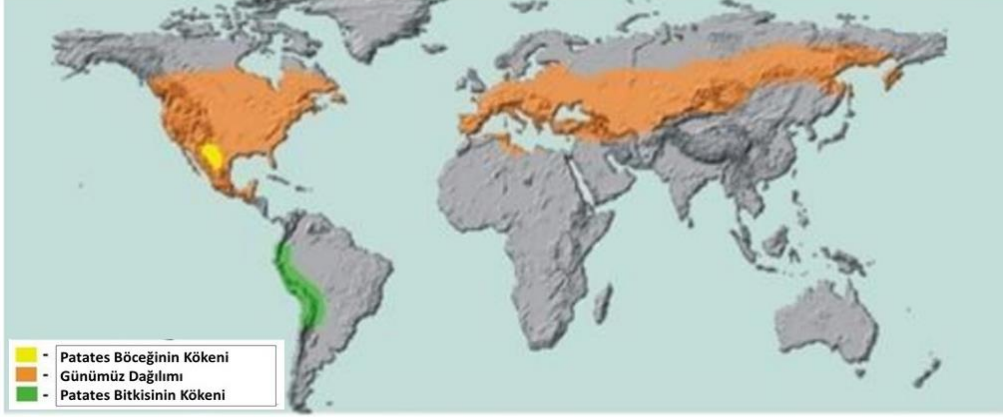 - Patates Böceğinin Kökeni
- Günümüz Dağılımı
- Patates Bitkisinin Kökeni